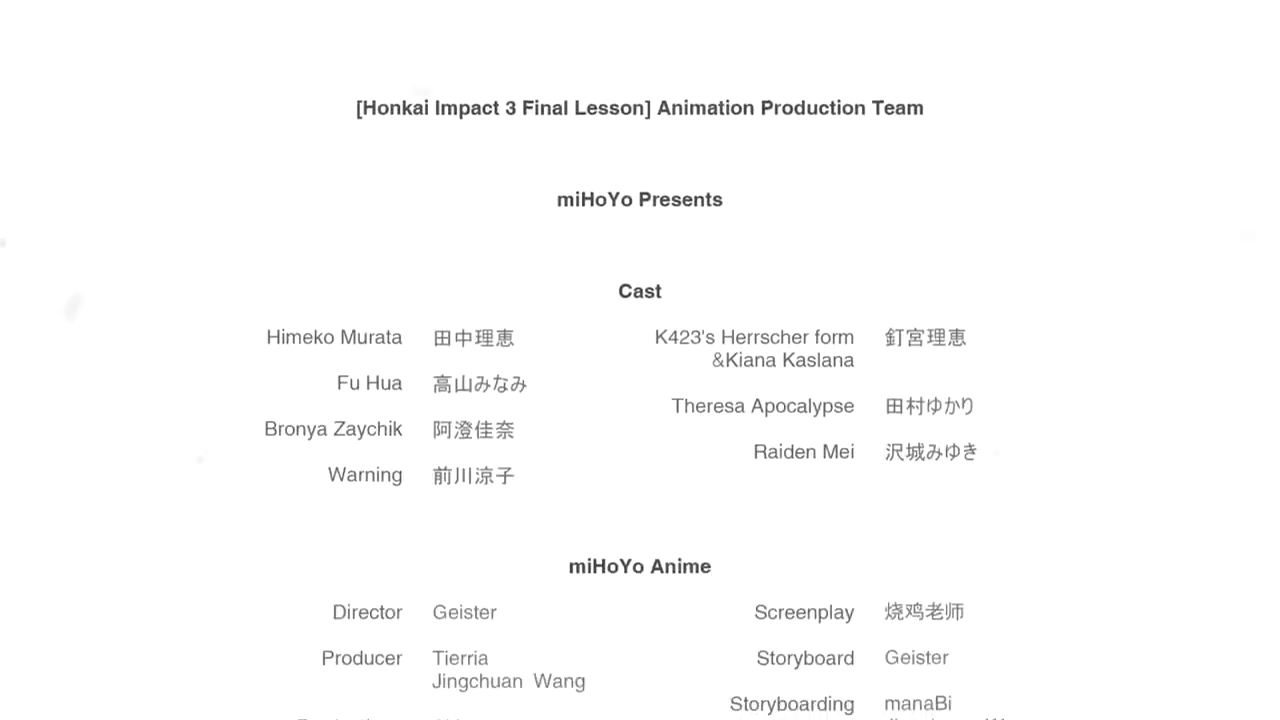 [Honkai Impact 3 Final Lesson] Animation Production Team
miHoYo Presents
Cast
Himeko Murata 田中理恵
K423's Herrscher form
&Kiana Kaslana 釘宮理恵
Fu Hua 高山みなみ
Theresa Apocalypse 田村ゆかり
Bronya Zaychik 阿澄佳奈
Raiden Mei 沢城みゆき
Warning 前川涼子
miHoYo Anime
Director Geister
Screenplay 烧鸡老师
Producer Tierria
Jingchuan Wang
Storyboard Geister
Storyboarding manaBi